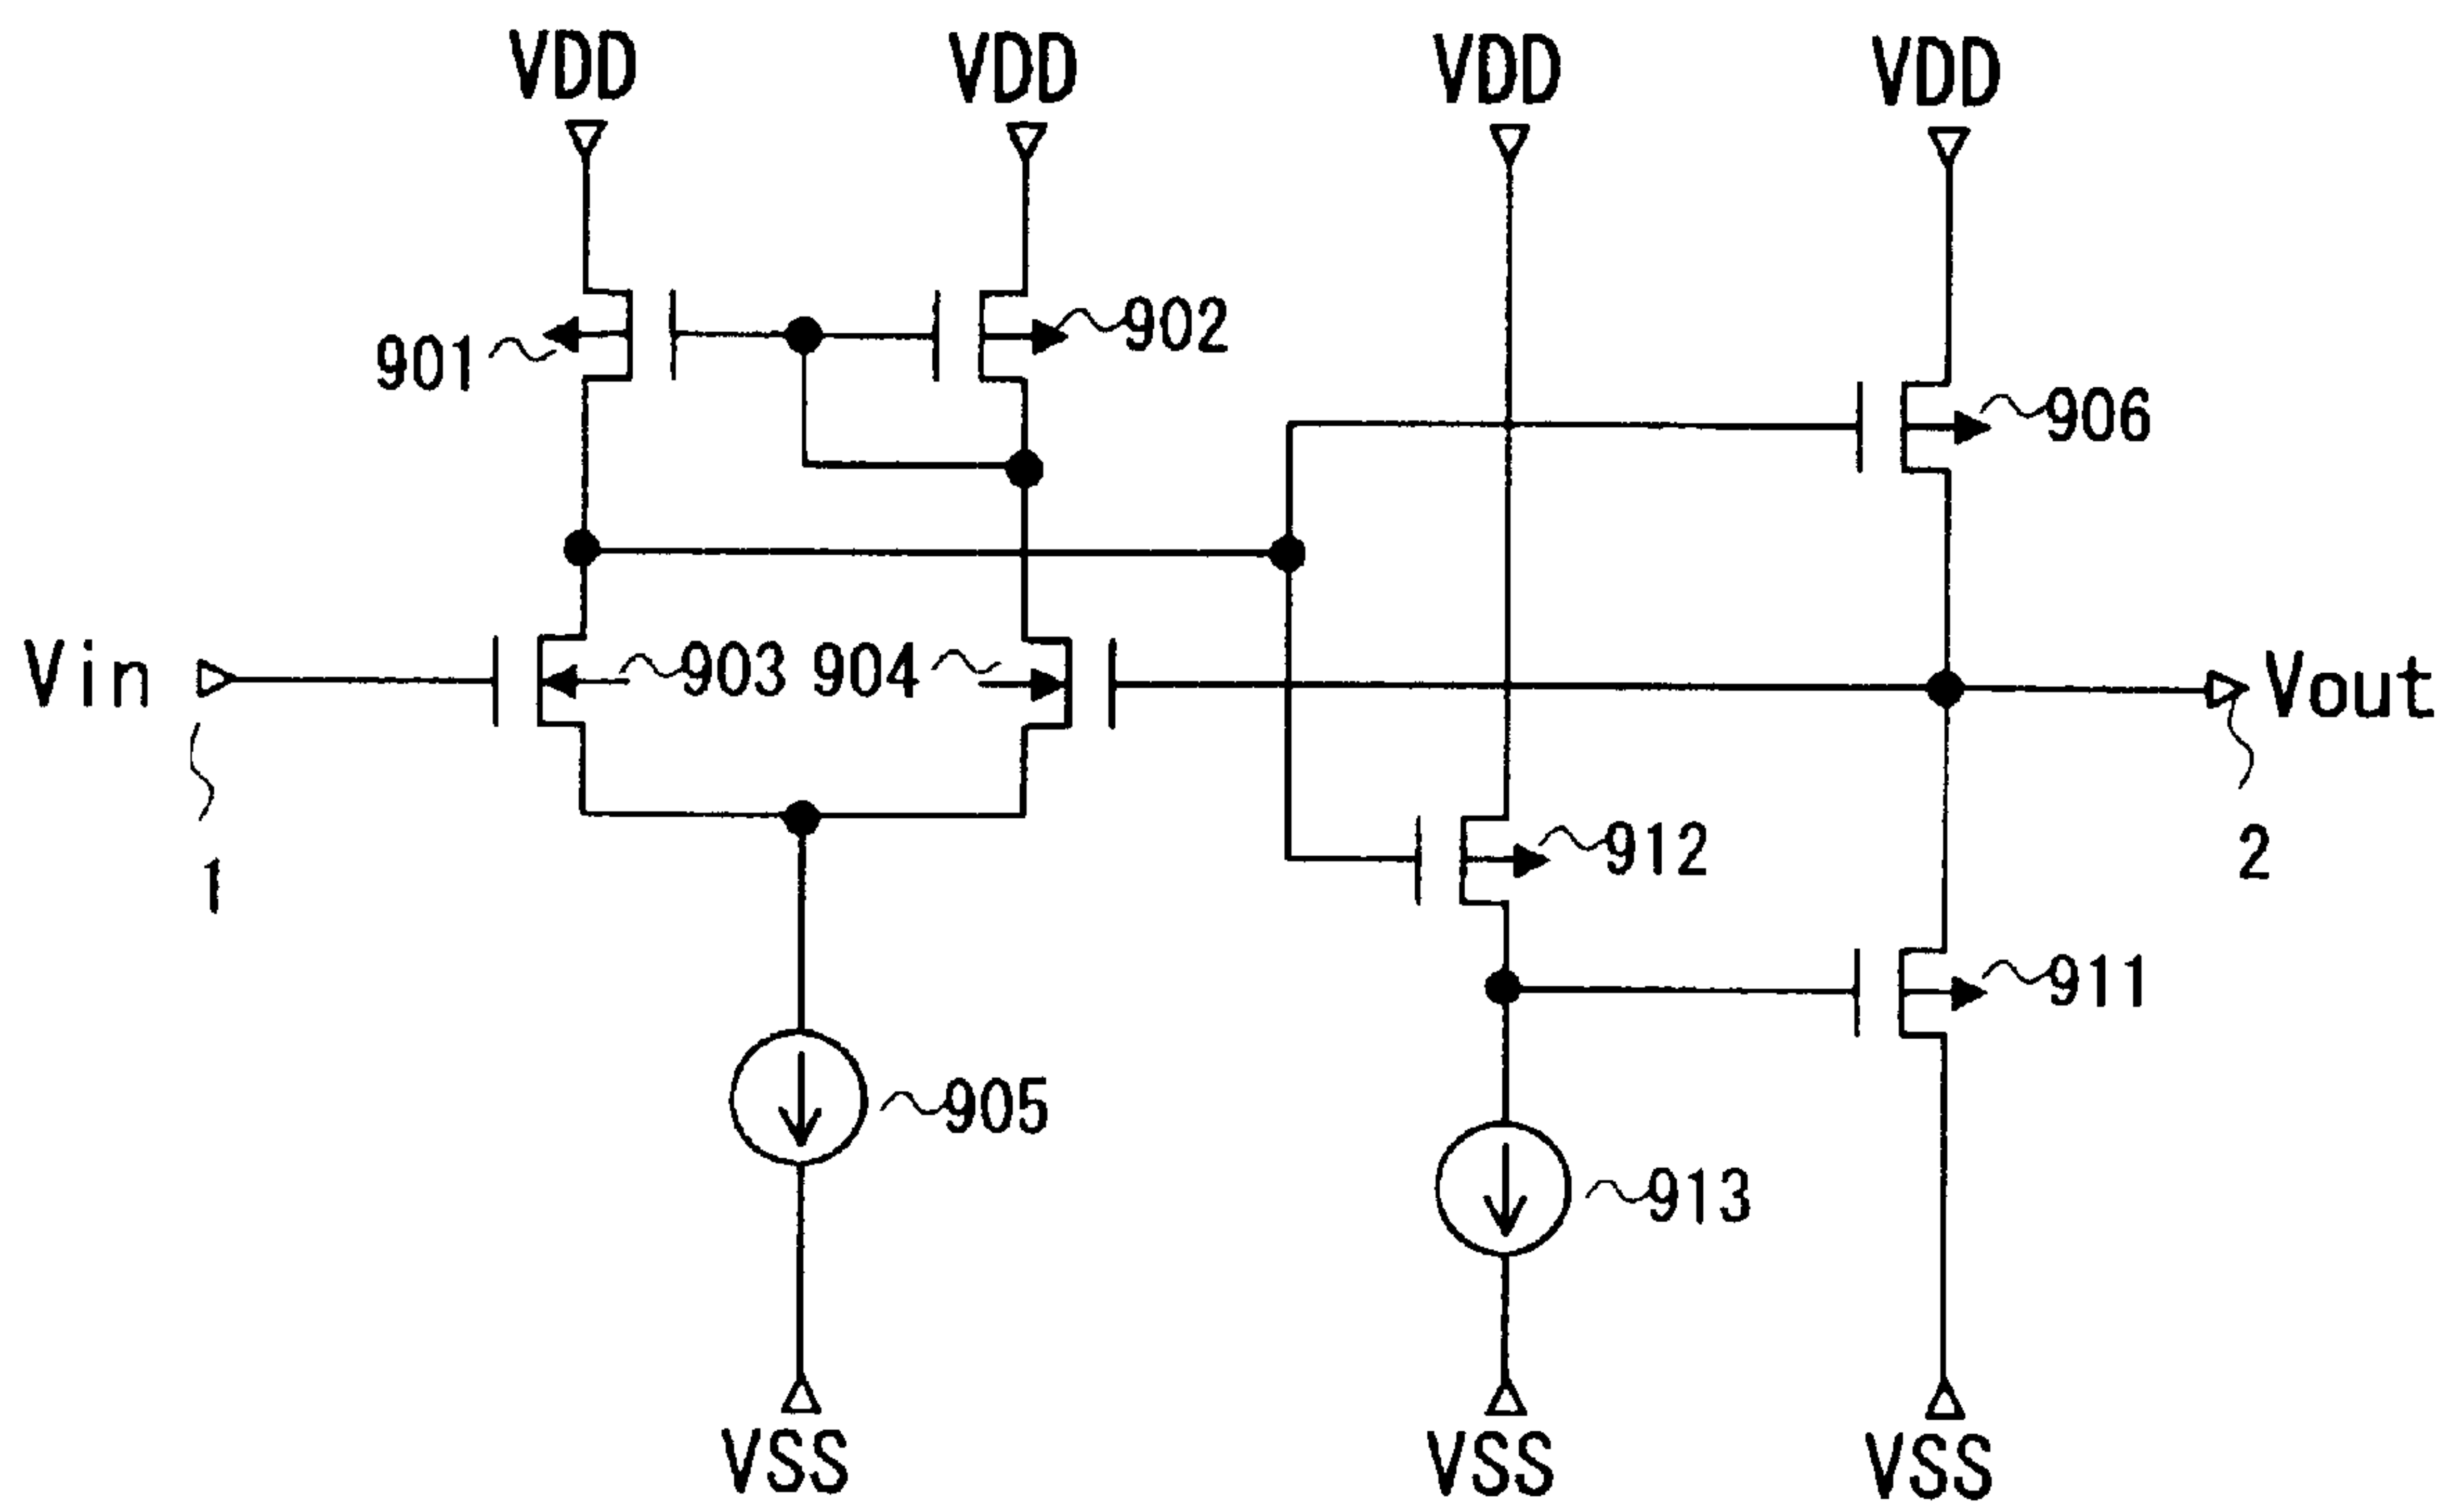 VDD VDD VDD VDD
901
902
906
Vin
903 904
Vout
1
912
2
911
905
913
VSS VSS VSS